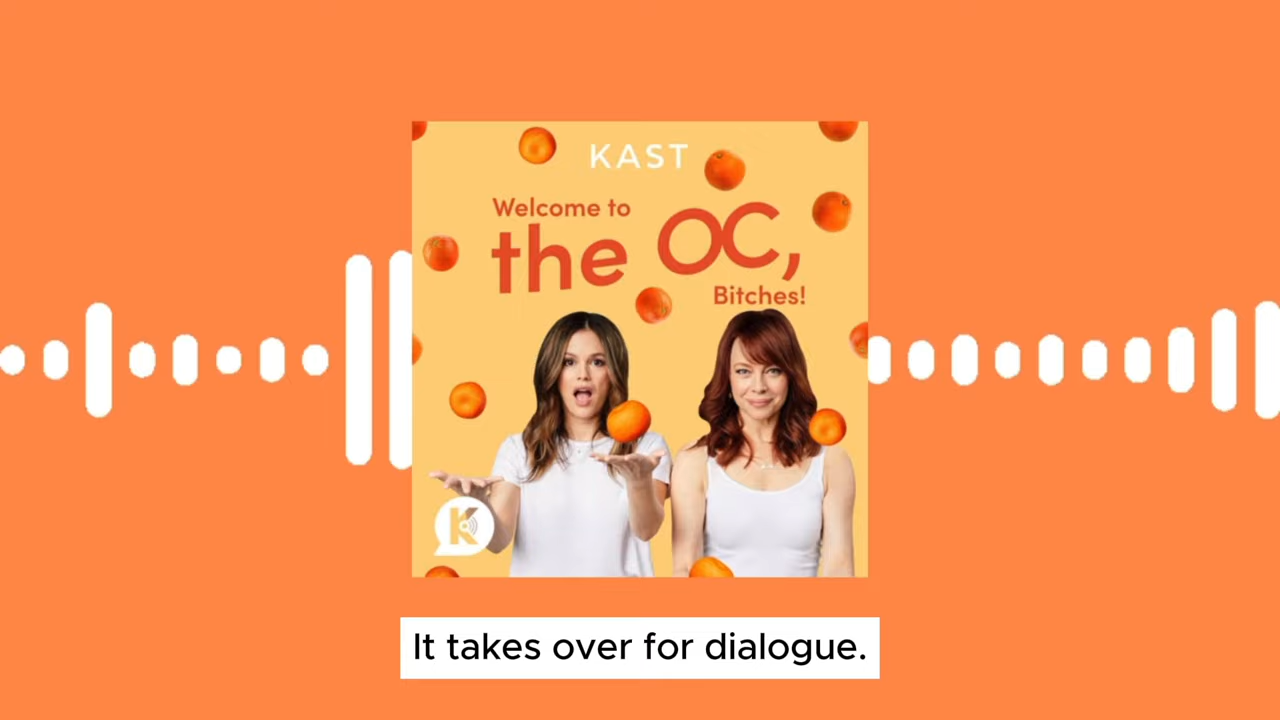 KAST
Welcome to
the OC,
Bitches!
K
It takes over for dialogue.